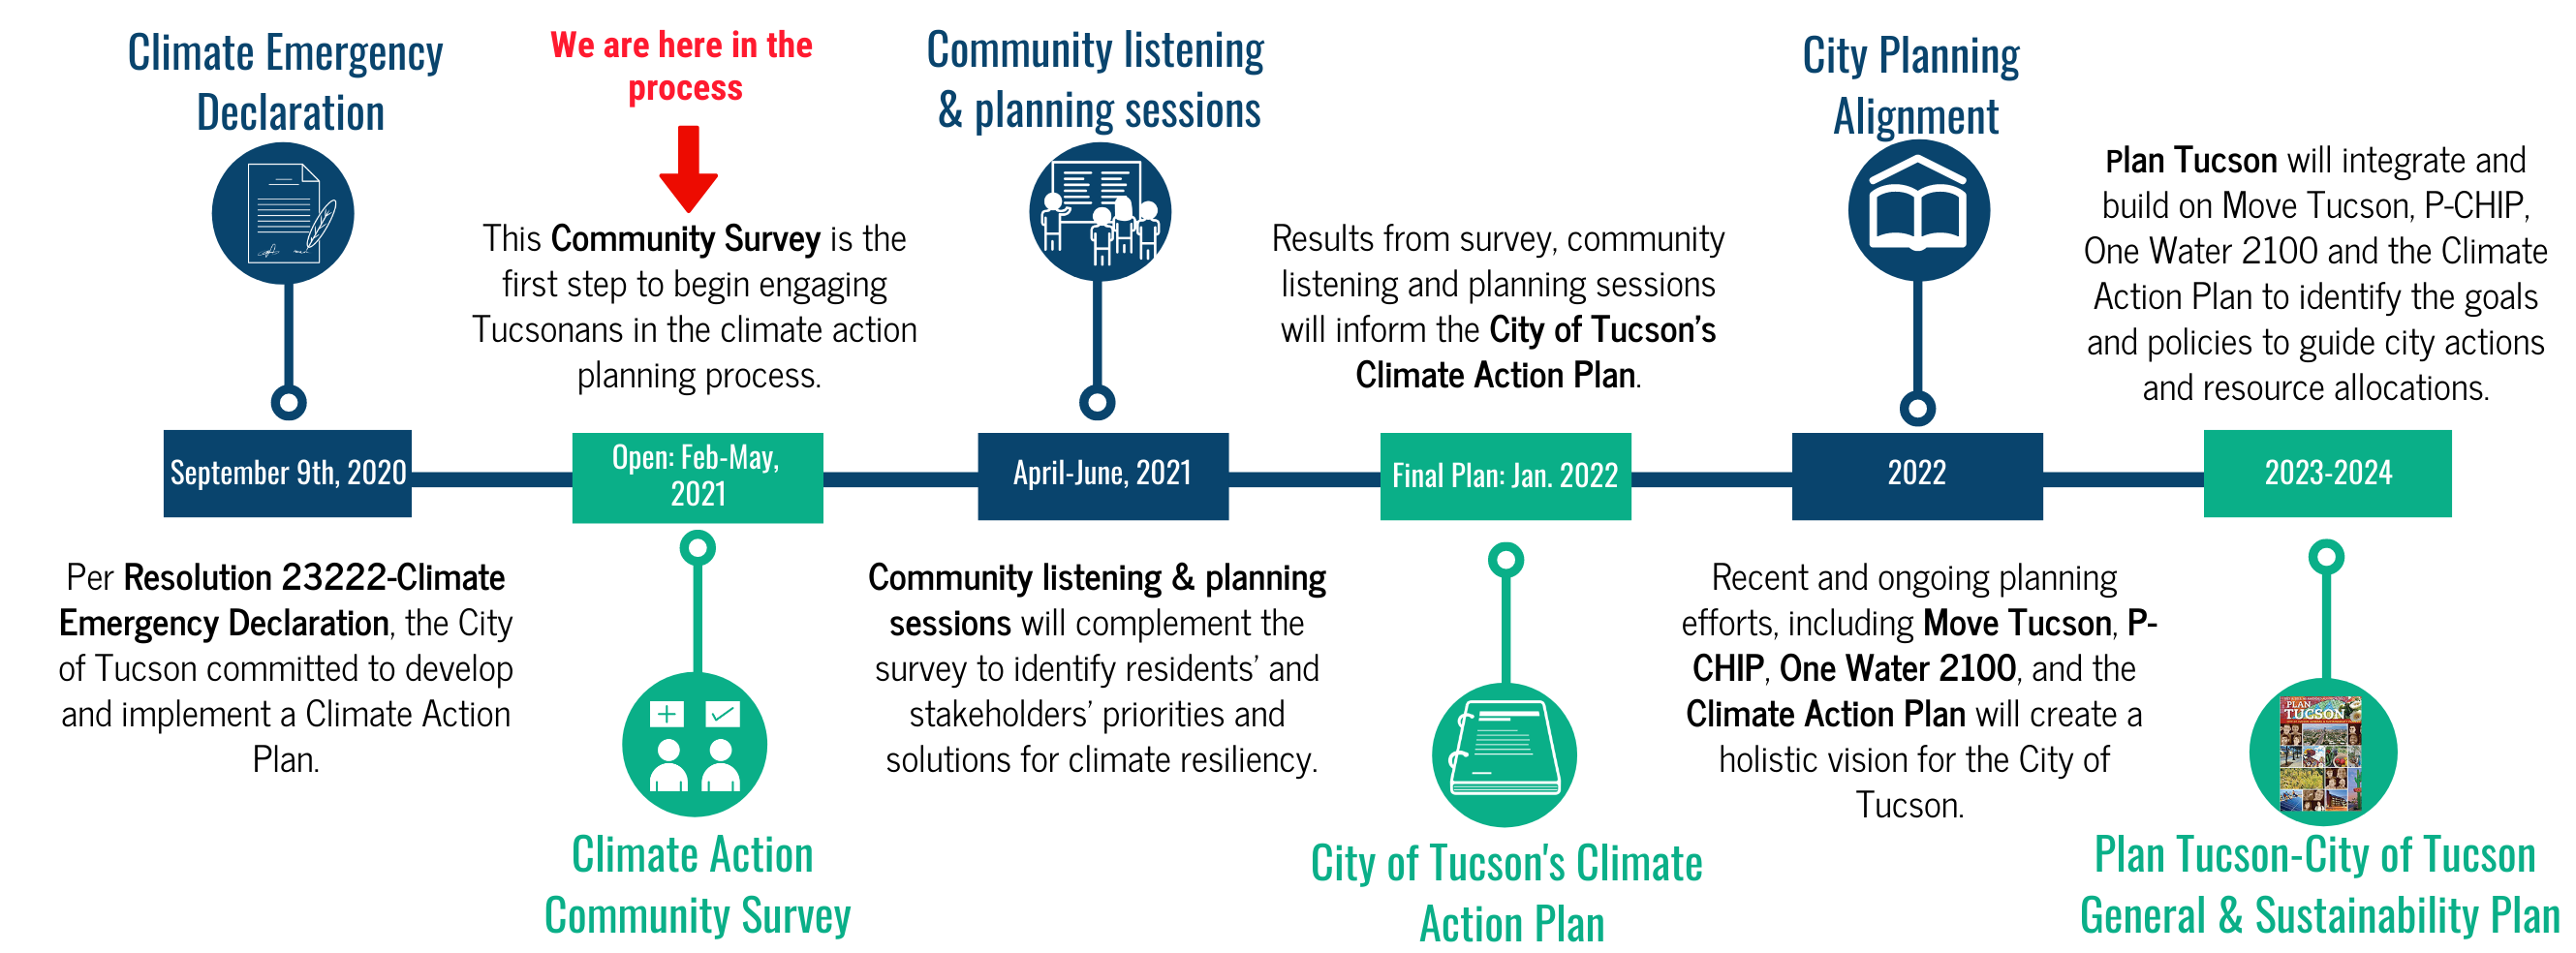 Climate Emergency
Declaration
September 9th, 2020
Per Resolution 23222-Climate
Emergency Declaration, the City
of Tucson committed to develop
and implement a Climate Action
Plan.
We are here in the
process
This Community Survey is the
first step to begin engaging
Tucsonans in the climate action
planning process.
Open: Feb-May,
2021
Climate Action
Community Survey
Community listening
& planning sessions
April-June, 2021
Community listening & planning
sessions will complement the
survey to identify residents’ and
stakeholders’ priorities and
solutions for climate resiliency.
Results from survey, community
listening and planning sessions
will inform the City of Tucson’s
Climate Action Plan.
Final Plan: Jan. 2022
City of Tucson's Climate
Action Plan
City Planning
Alignment
2022
Recent and ongoing planning
efforts, including Move Tucson, P-
CHIP, One Water 2100, and the
Climate Action Plan will create a
holistic vision for the City of
Tucson.
Plan Tucson will integrate and
build on Move Tucson, P-CHIP,
One Water 2100 and the Climate
Action Plan to identify the goals
and policies to guide city actions
and resource allocations.
2023-2024
PLAN
TUCSON
Plan Tucson-City of Tucson
General & Sustainability Plan